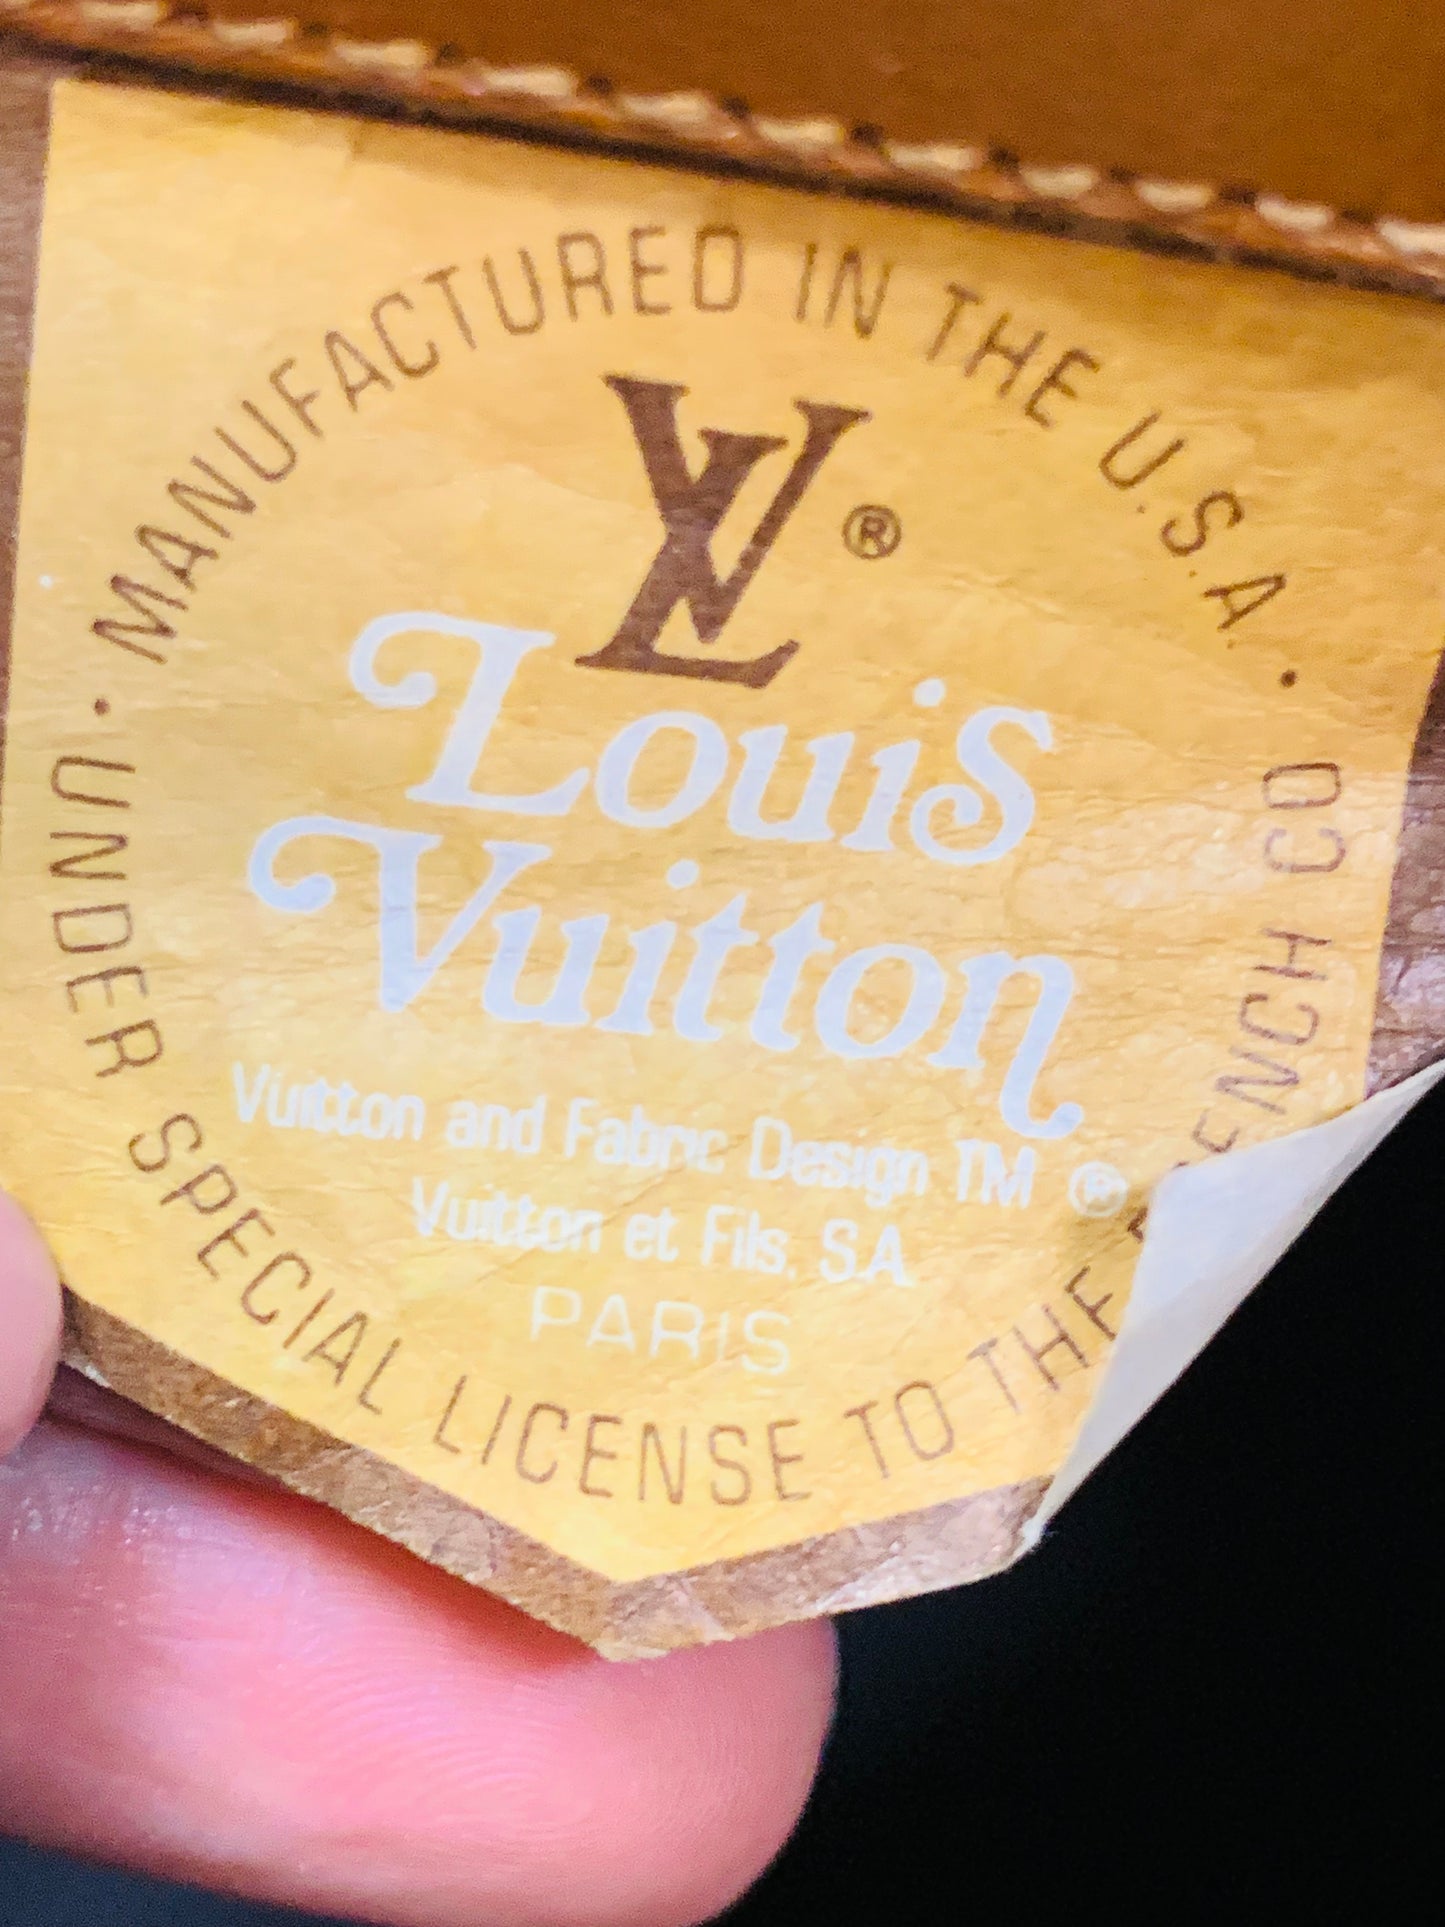 · MANUFACTURED IN THE U.S.A. ·
LV ®
Louis
Vuitton
Vuitton and Fabric Design TM ®
Vuitton et Fils, S.A.
PARIS
UNDER SPECIAL LICENSE TO THE ENCH CO